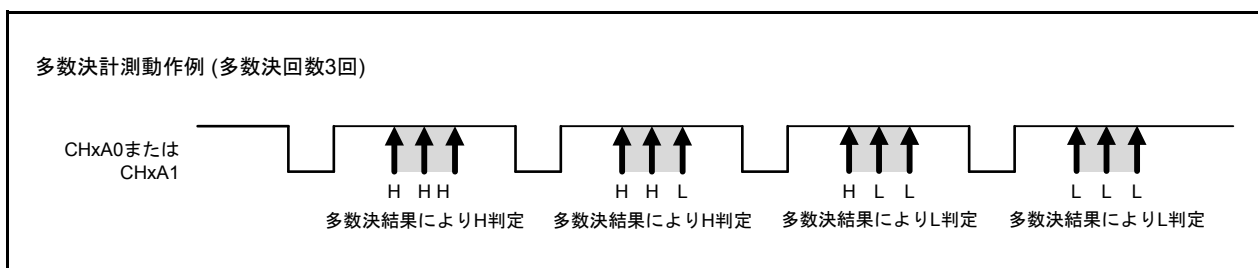 多数決計測動作例 (多数決回数3回)
CHxA0または
CHxA1
H H H H H L H L L L L L
多数決結果によりH判定 多数決結果によりH判定 多数決結果によりL判定 多数決結果によりL判定